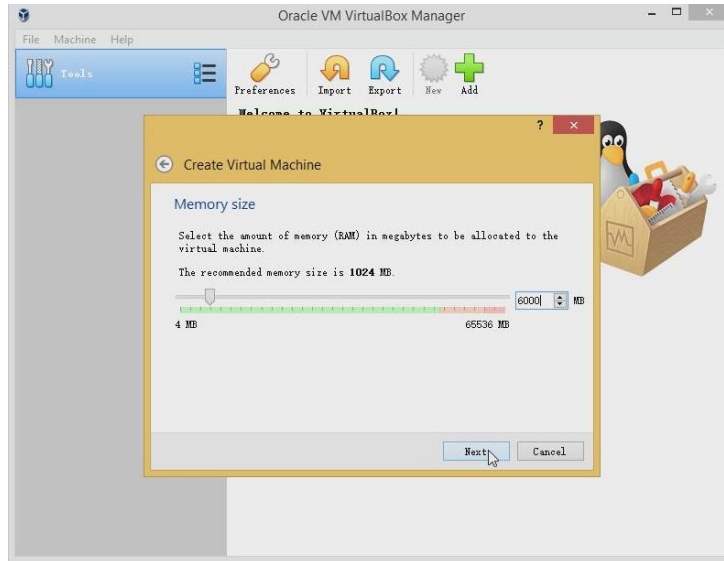 Oracle VM VirtualBox Manager
File Machine Help
Tools
Preferences Import Export New Add
Welcome to VirtualBox!
?
Create Virtual Machine
Memory size
Select the amount of memory (RAM) in megabytes to be allocated to the
virtual machine.
The recommended memory size is 1024 MB.
6000 MB
4 MB 65536 MB
Next Cancel